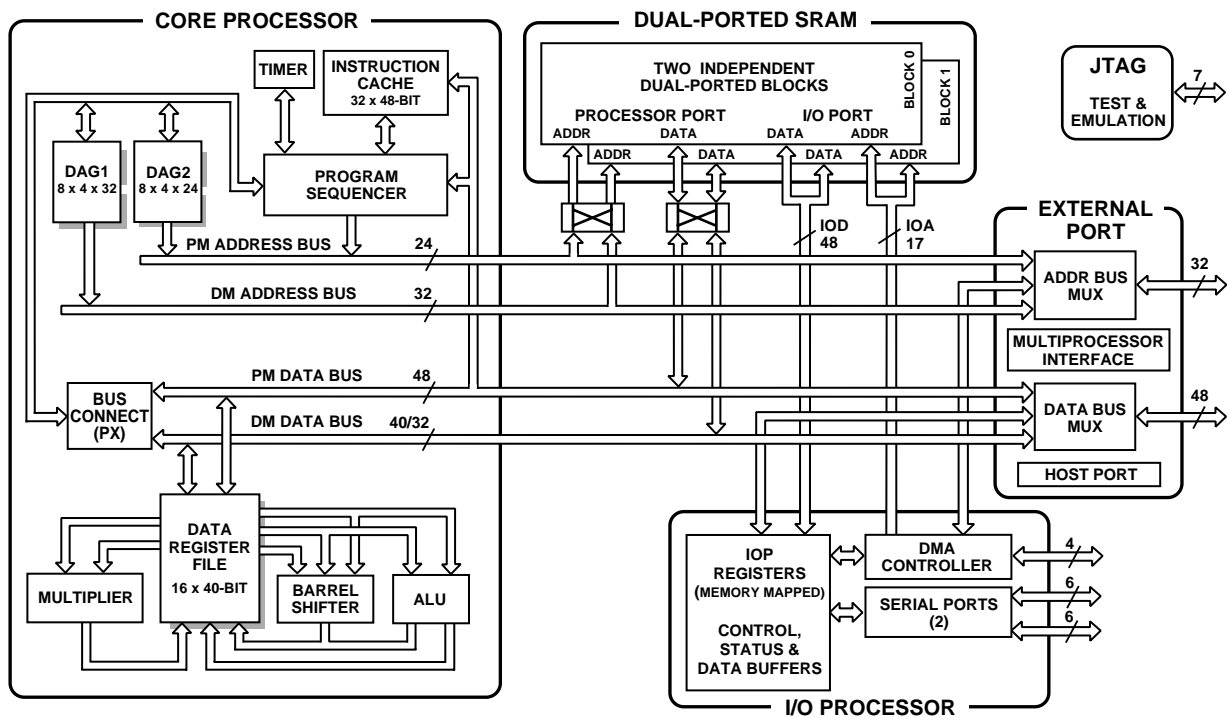 CORE PROCESSOR
TIMER
INSTRUCTION
CACHE
32 x 48-BIT
DAG1
8 x 4 x 32
DAG2
8 x 4 x 24
PROGRAM
SEQUENCER
PM ADDRESS BUS
24
DM ADDRESS BUS
32
PM DATA BUS
48
BUS
CONNECT
(PX)
DM DATA BUS
40/32
DATA
REGISTER
FILE
16 x 40-BIT
MULTIPLIER
BARREL
SHIFTER
ALU
DUAL-PORTED SRAM
TWO INDEPENDENT
DUAL-PORTED BLOCKS
BLOCK 0
BLOCK 1
PROCESSOR PORT
I/O PORT
ADDR
DATA
DATA
ADDR
ADDR
DATA
DATA
ADDR
IOD
48
IOA
17
JTAG
TEST &
EMULATION
7
EXTERNAL
PORT
ADDR BUS
MUX
32
MULTIPROCESSOR
INTERFACE
DATA BUS
MUX
48
HOST PORT
IOP
REGISTERS
(MEMORY MAPPED)
CONTROL,
STATUS &
DATA BUFFERS
DMA
CONTROLLER
4
SERIAL PORTS
(2)
6
6
I/O PROCESSOR